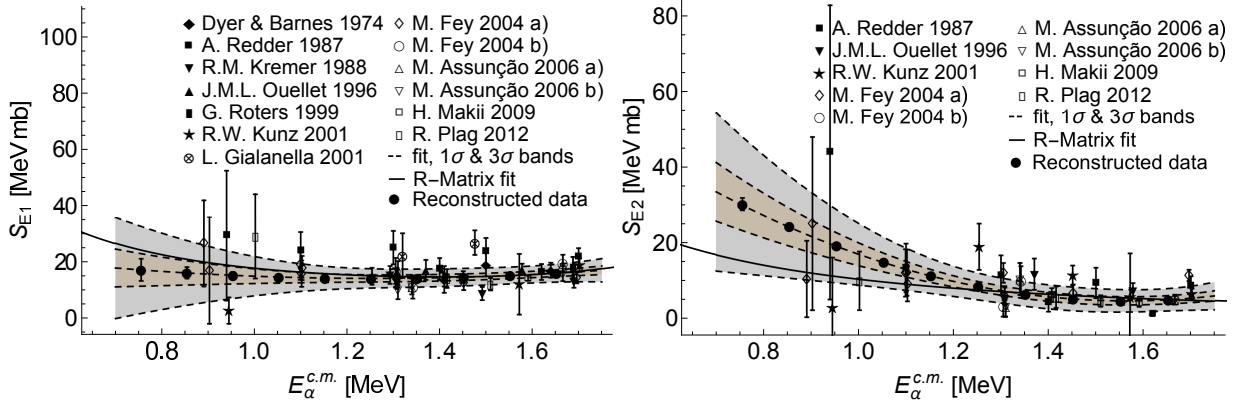 100
80
60
40
20
0
S_E1 [MeV mb]
0.8 1.0 1.2 1.4 1.6
E_α^c.m. [MeV]
Dyer & Barnes 1974
A. Redder 1987
R.M. Kremer 1988
J.M.L. Ouellet 1996
G. Roters 1999
R.W. Kunz 2001
L. Gialanella 2001
M. Fey 2004 a)
M. Fey 2004 b)
M. Assunção 2006 a)
M. Assunção 2006 b)
H. Makii 2009
R. Plag 2012
fit, 1σ & 3σ bands
R−Matrix fit
Reconstructed data
80
60
40
20
0
S_E2 [MeV mb]
0.8 1.0 1.2 1.4 1.6
E_α^c.m. [MeV]
A. Redder 1987
J.M.L. Ouellet 1996
R.W. Kunz 2001
M. Fey 2004 a)
M. Fey 2004 b)
M. Assunção 2006 a)
M. Assunção 2006 b)
H. Makii 2009
R. Plag 2012
fit, 1σ & 3σ bands
R−Matrix fit
Reconstructed data